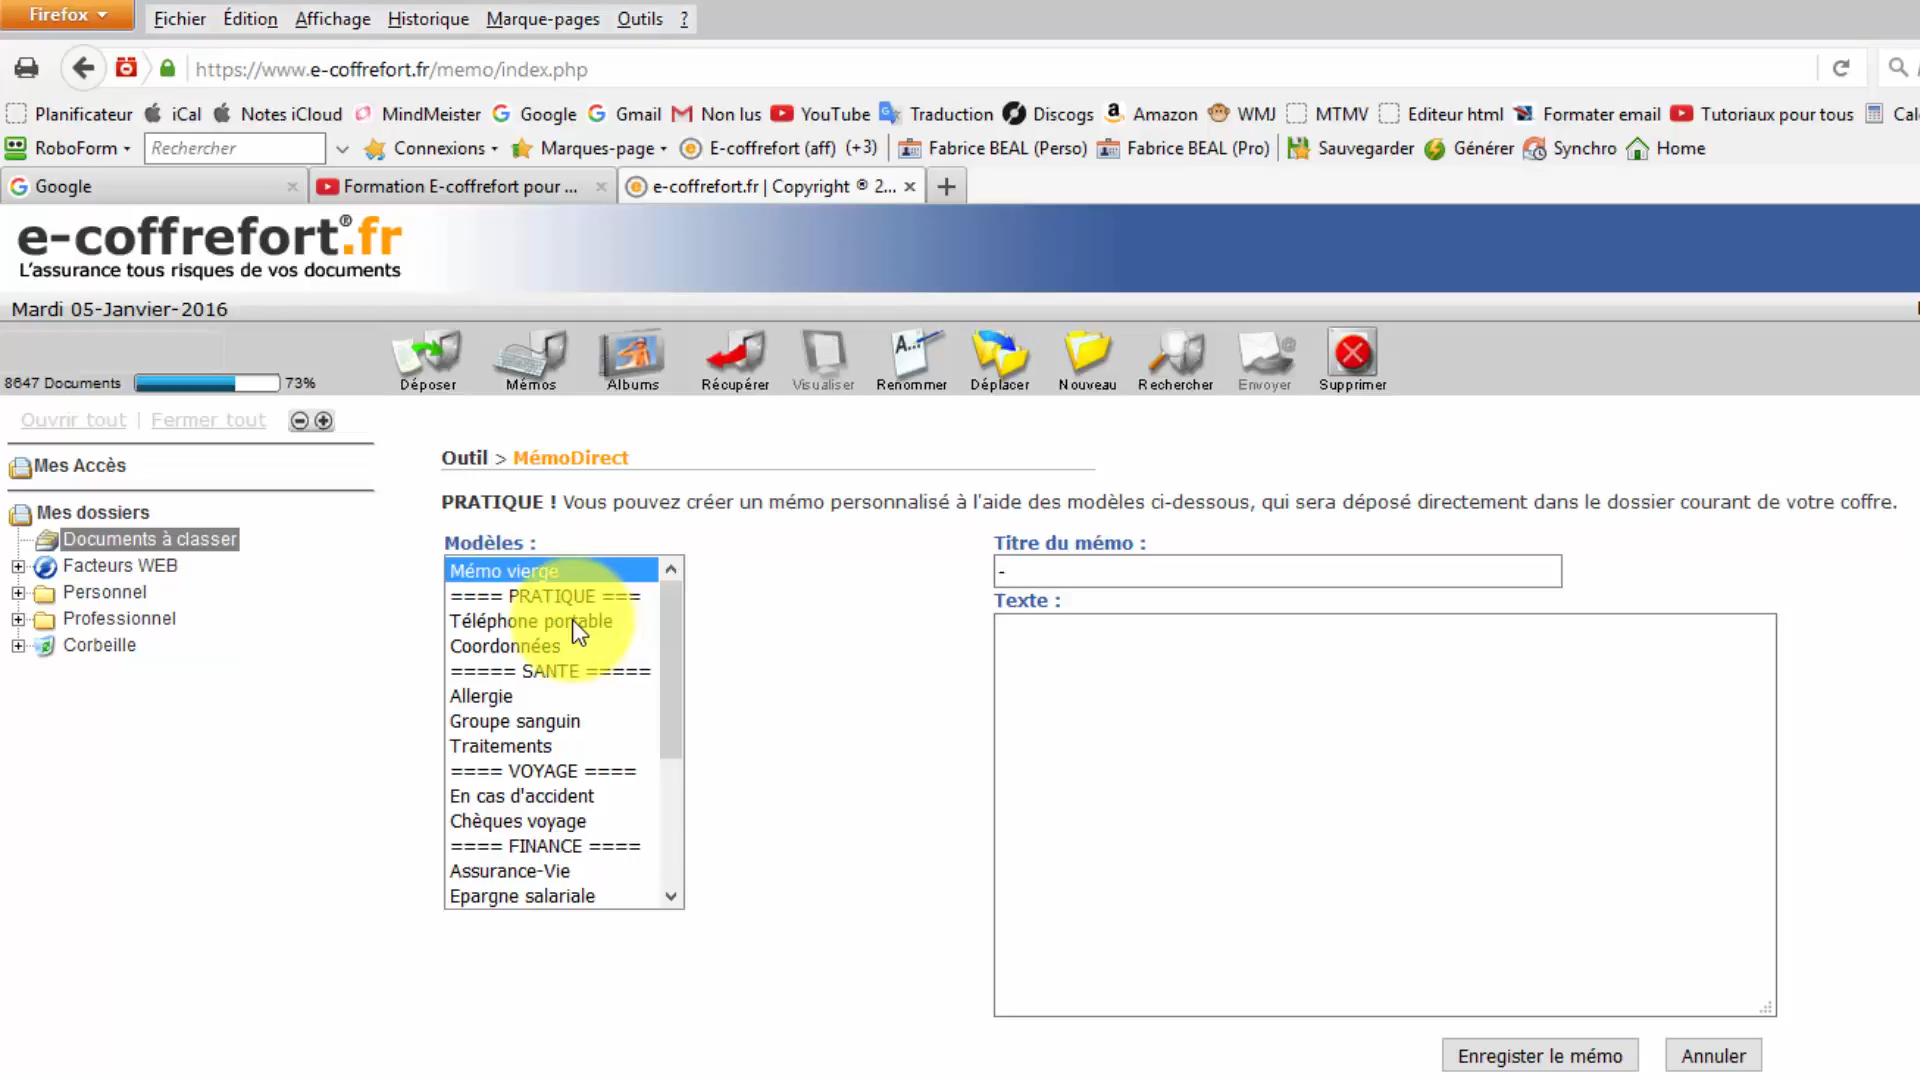 Firefox
Fichier Édition Affichage Historique Marque-pages Outils ?
https://www.e-coffrefort.fr/memo/index.php
Planificateur iCal Notes iCloud MindMeister Google Gmail Non lus YouTube Traduction Discogs Amazon WMJ MTMV Editeur html Formater email Tutoriaux pour tous
RoboForm Rechercher Connexions Marques-page E-coffrefort (aff) (+3) Fabrice BEAL (Perso) Fabrice BEAL (Pro) Sauvegarder Générer Synchro Home
Google Formation E-coffrefort pour ... e-coffrefort.fr | Copyright ® 2...
e-coffrefort®.fr
L'assurance tous risques de vos documents
Mardi 05-Janvier-2016
8647 Documents 73% Déposer Mémos Albums Récupérer Visualiser Renommer Déplacer Nouveau Rechercher Envoyer Supprimer
Ouvrir tout | Fermer tout
Mes Accès
Mes dossiers
Documents à classer
Facteurs WEB
Personnel
Professionnel
Corbeille
Outil > MémoDirect
PRATIQUE ! Vous pouvez créer un mémo personnalisé à l'aide des modèles ci-dessous, qui sera déposé directement dans le dossier courant de votre coffre.
Modèles :
Mémo vierge
==== PRATIQUE ===
Téléphone portable
Coordonnées
===== SANTE =====
Allergie
Groupe sanguin
Traitements
==== VOYAGE ====
En cas d'accident
Chèques voyage
==== FINANCE ====
Assurance-Vie
Epargne salariale
Titre du mémo :
-
Texte :
Enregister le mémo Annuler